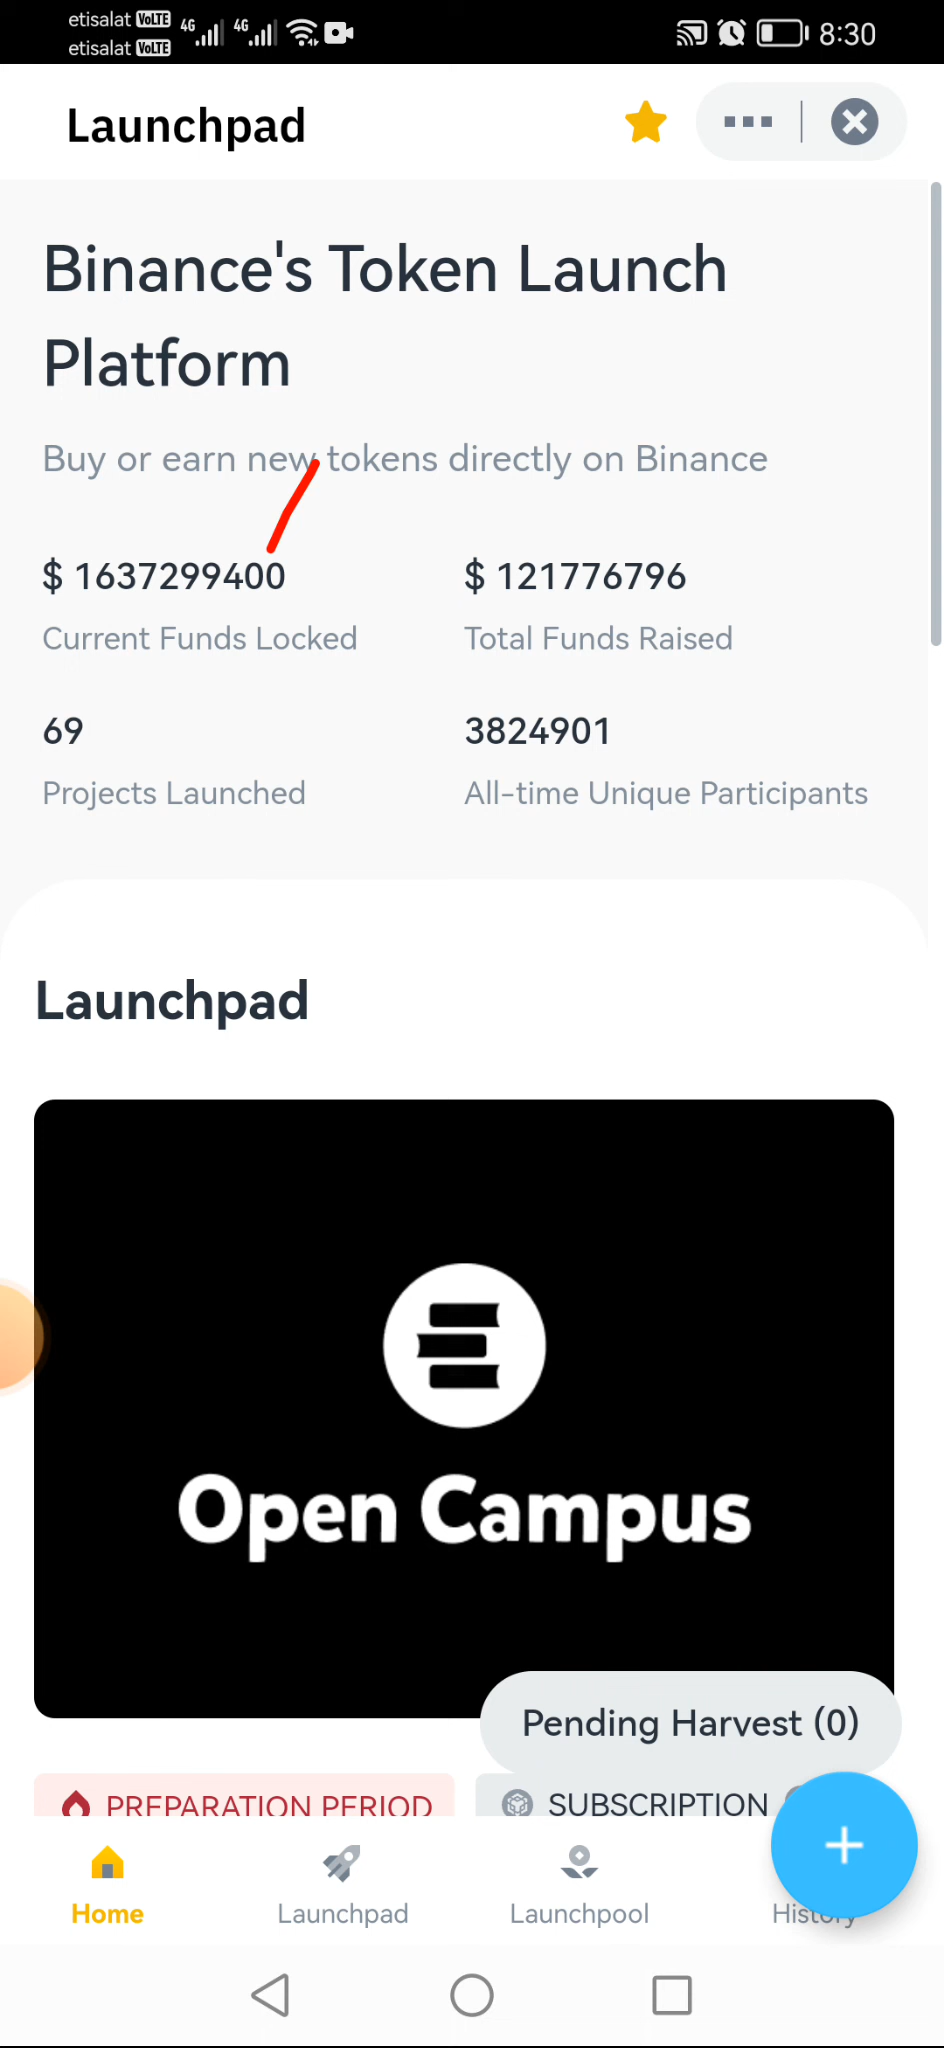 etisalat VoLTE 4G 4G 8:30
etisalat VoLTE
Launchpad
Binance's Token Launch
Platform
Buy or earn new tokens directly on Binance
$ 1637299400 $ 121776796
Current Funds Locked Total Funds Raised
69 3824901
Projects Launched All-time Unique Participants
Launchpad
Open Campus
Pending Harvest (0)
PREPARATION PERIOD SUBSCRIPTION
Home Launchpad Launchpool History